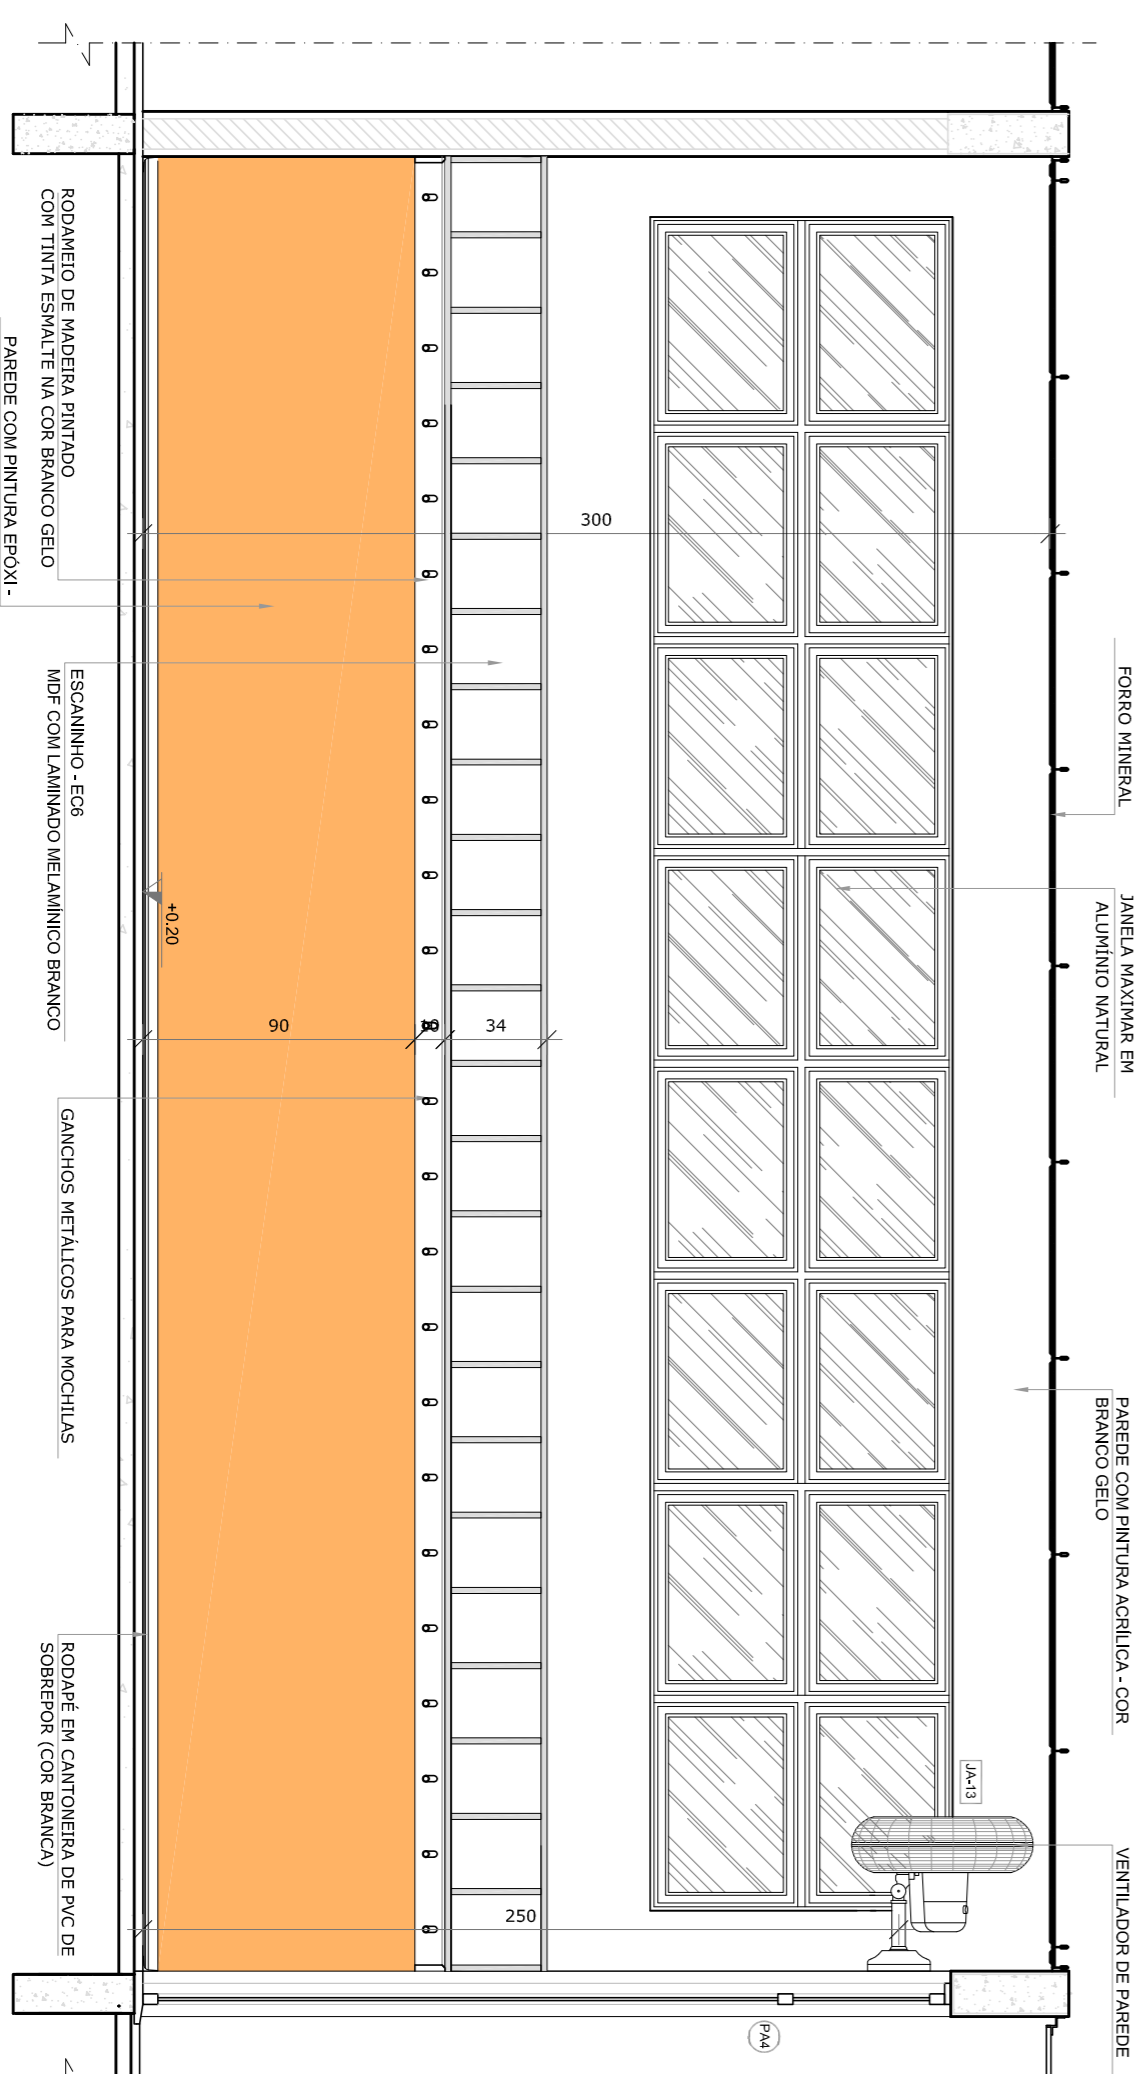 FORRO MINERAL
JANELA MAXIMAR EM
ALUMÍNIO NATURAL
PAREDE COM PINTURA ACRÍLICA - COR
BRANCO GELO
VENTILADOR DE PAREDE
JA-13
PA4
300
250
34
10
90
+0.20
RODAMEIO DE MADEIRA PINTADO
COM TINTA ESMALTE NA COR BRANCO GELO
PAREDE COM PINTURA EPÓXI -
ESCANINHO - EC6
MDF COM LAMINADO MELAMÍNICO BRANCO
GANCHOS METÁLICOS PARA MOCHILAS
RODAPÉ EM CANTONEIRA DE PVC DE
SOBREPOR (COR BRANCA)